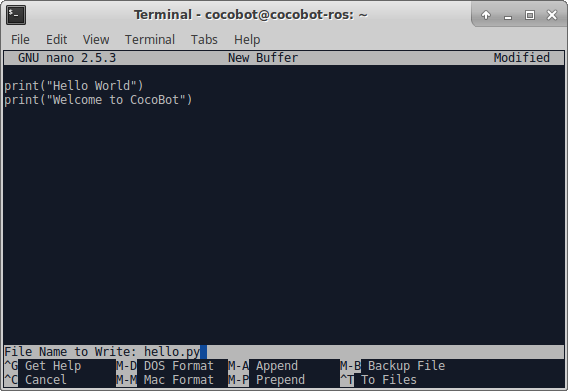 Terminal - cocobot@cocobot-ros: ~
File Edit View Terminal Tabs Help
GNU nano 2.5.3 New Buffer Modified
print("Hello World")
print("Welcome to CocoBot")
File Name to Write: hello.py
^G Get Help M-D DOS Format M-A Append M-B Backup File
^C Cancel M-M Mac Format M-P Prepend ^T To Files